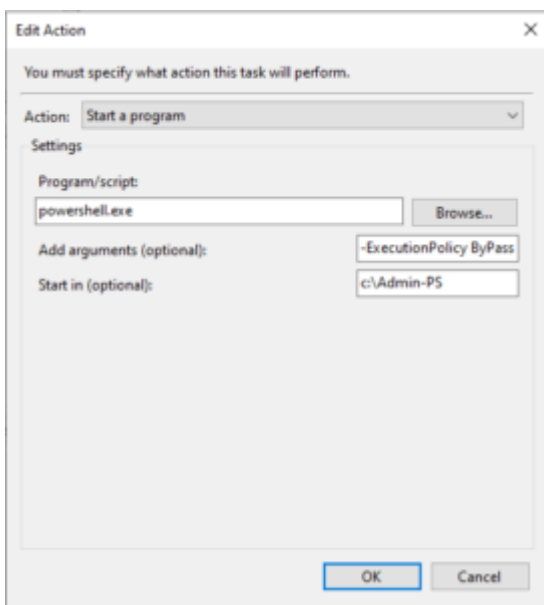 Edit Action
You must specify what action this task will perform.
Action: Start a program
Settings
Program/script:
powershell.exe Browse...
Add arguments (optional): -ExecutionPolicy ByPass
Start in (optional): c:\Admin-PS
OK Cancel